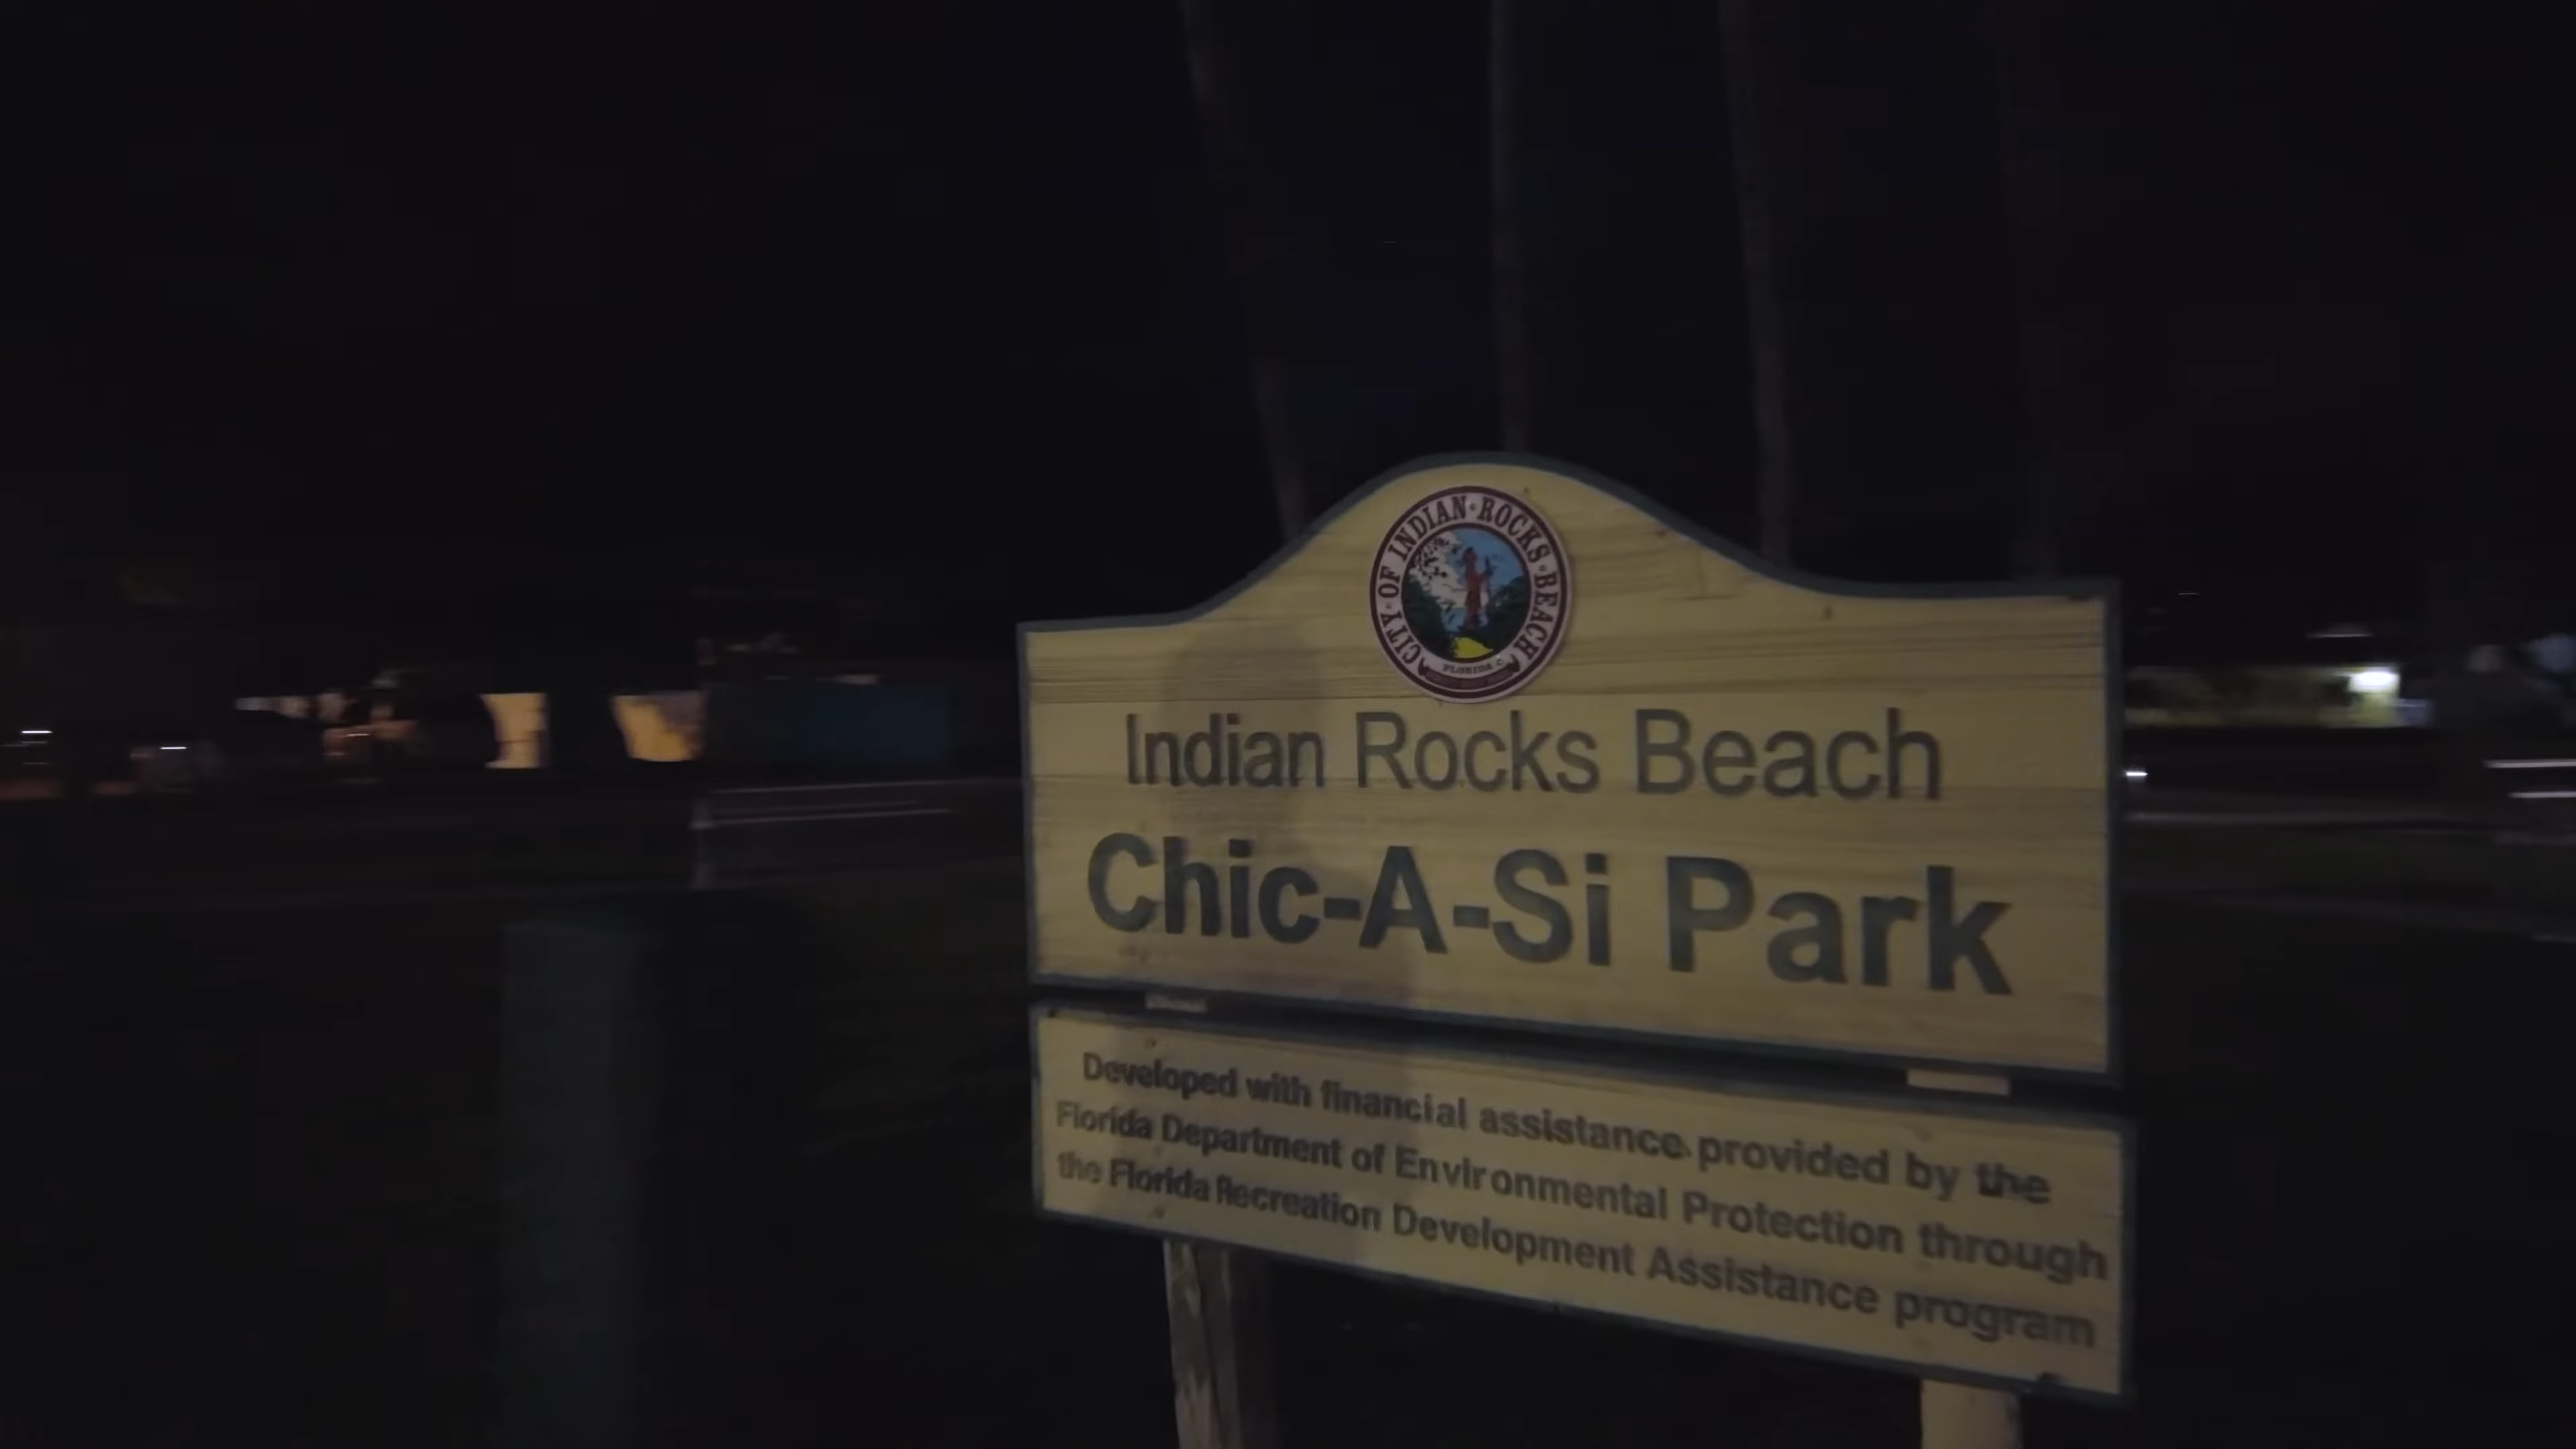 CITY·OF INDIAN·ROCKS·BEACH
FLORIDA
Indian Rocks Beach
Chic-A-Si Park
Developed with financial assistance provided by the
Florida Department of Environmental Protection through
the Florida Recreation Development Assistance program